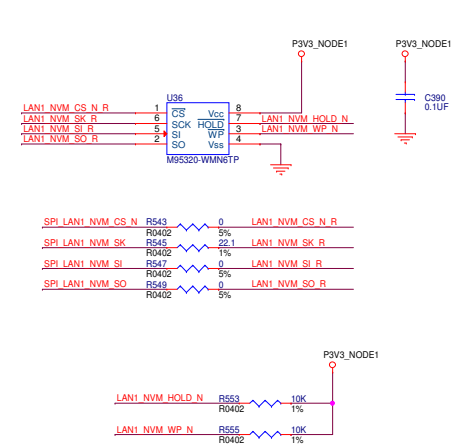 P3V3_NODE1 P3V3_NODE1
U36
LAN1_NVM_CS_N_R 1 CS Vcc 8
LAN1_NVM_SK_R 6 SCK HOLD 7 LAN1_NVM_HOLD_N
LAN1_NVM_SI_R 5 SI WP 3 LAN1_NVM_WP_N
LAN1_NVM_SO_R 2 SO Vss 4
M95320-WMN6TP
C390
0.1UF
SPI_LAN1_NVM_CS_N R543 0 LAN1_NVM_CS_N_R
R0402 5%
SPI_LAN1_NVM_SK R545 22.1 LAN1_NVM_SK_R
R0402 1%
SPI_LAN1_NVM_SI R547 0 LAN1_NVM_SI_R
R0402 5%
SPI_LAN1_NVM_SO R549 0 LAN1_NVM_SO_R
R0402 5%
P3V3_NODE1
LAN1_NVM_HOLD_N R553 10K
R0402 1%
LAN1_NVM_WP_N R555 10K
R0402 1%